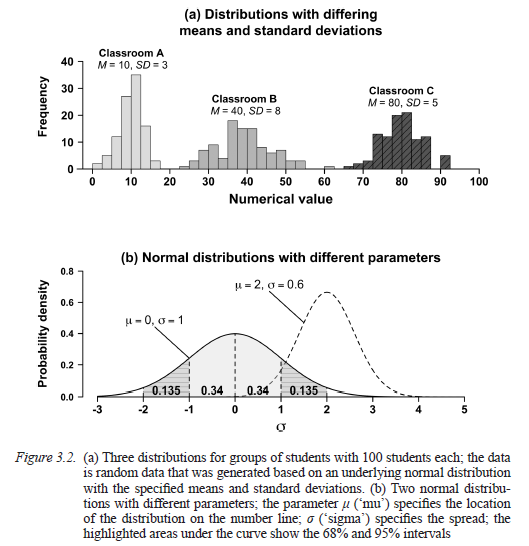 (a) Distributions with differing
means and standard deviations
Classroom A
M = 10, SD = 3
Classroom B
M = 40, SD = 8
Classroom C
M = 80, SD = 5
Frequency
40
30
20
10
0
0 10 20 30 40 50 60 70 80 90 100
Numerical value
(b) Normal distributions with different parameters
μ = 2, σ = 0.6
μ = 0, σ = 1
Probability density
0.8
0.6
0.4
0.2
0.0
0.135 0.34 0.34 0.135
-3 -2 -1 0 1 2 3 4 5
σ
Figure 3.2. (a) Three distributions for groups of students with 100 students each; the data
is random data that was generated based on an underlying normal distribution
with the specified means and standard deviations. (b) Two normal distribu-
tions with different parameters; the parameter μ (‘mu’) specifies the location
of the distribution on the number line; σ (‘sigma’) specifies the spread; the
highlighted areas under the curve show the 68% and 95% intervals